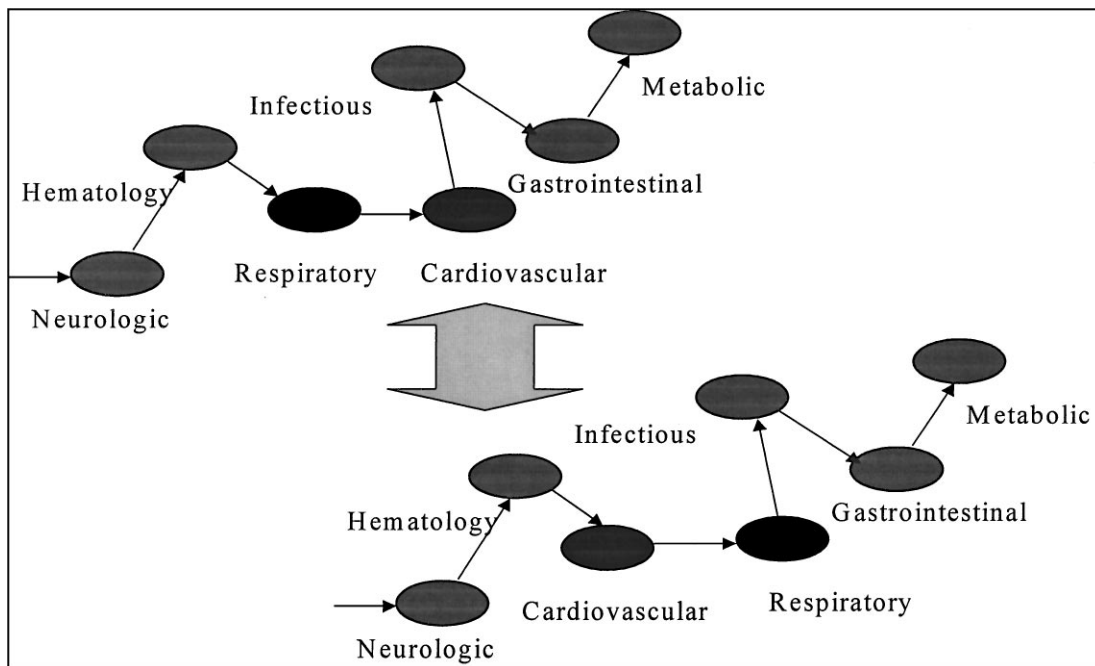 Metabolic
Infectious
Gastrointestinal
Hematology
Respiratory
Cardiovascular
Neurologic
Metabolic
Infectious
Gastrointestinal
Hematology
Cardiovascular
Respiratory
Neurologic